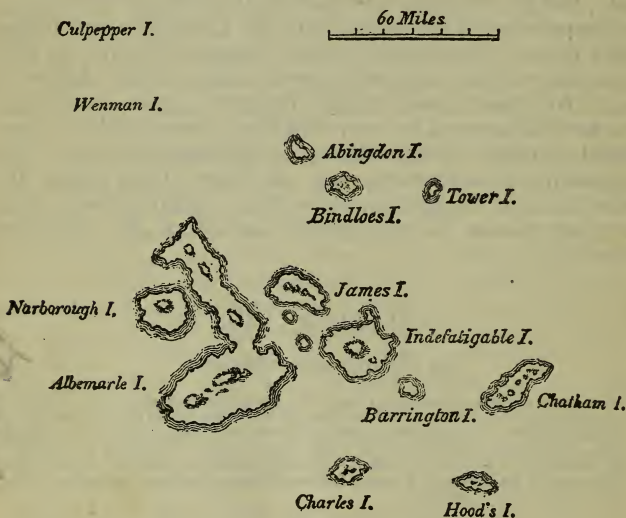 Culpepper I.
60 Miles
Wenman I.
Abingdon I.
Tower I.
Bindloes I.
James I.
Narborough I.
Indefatigable I.
Albemarle I.
Barrington I.
Chatham I.
Charles I.
Hood's I.